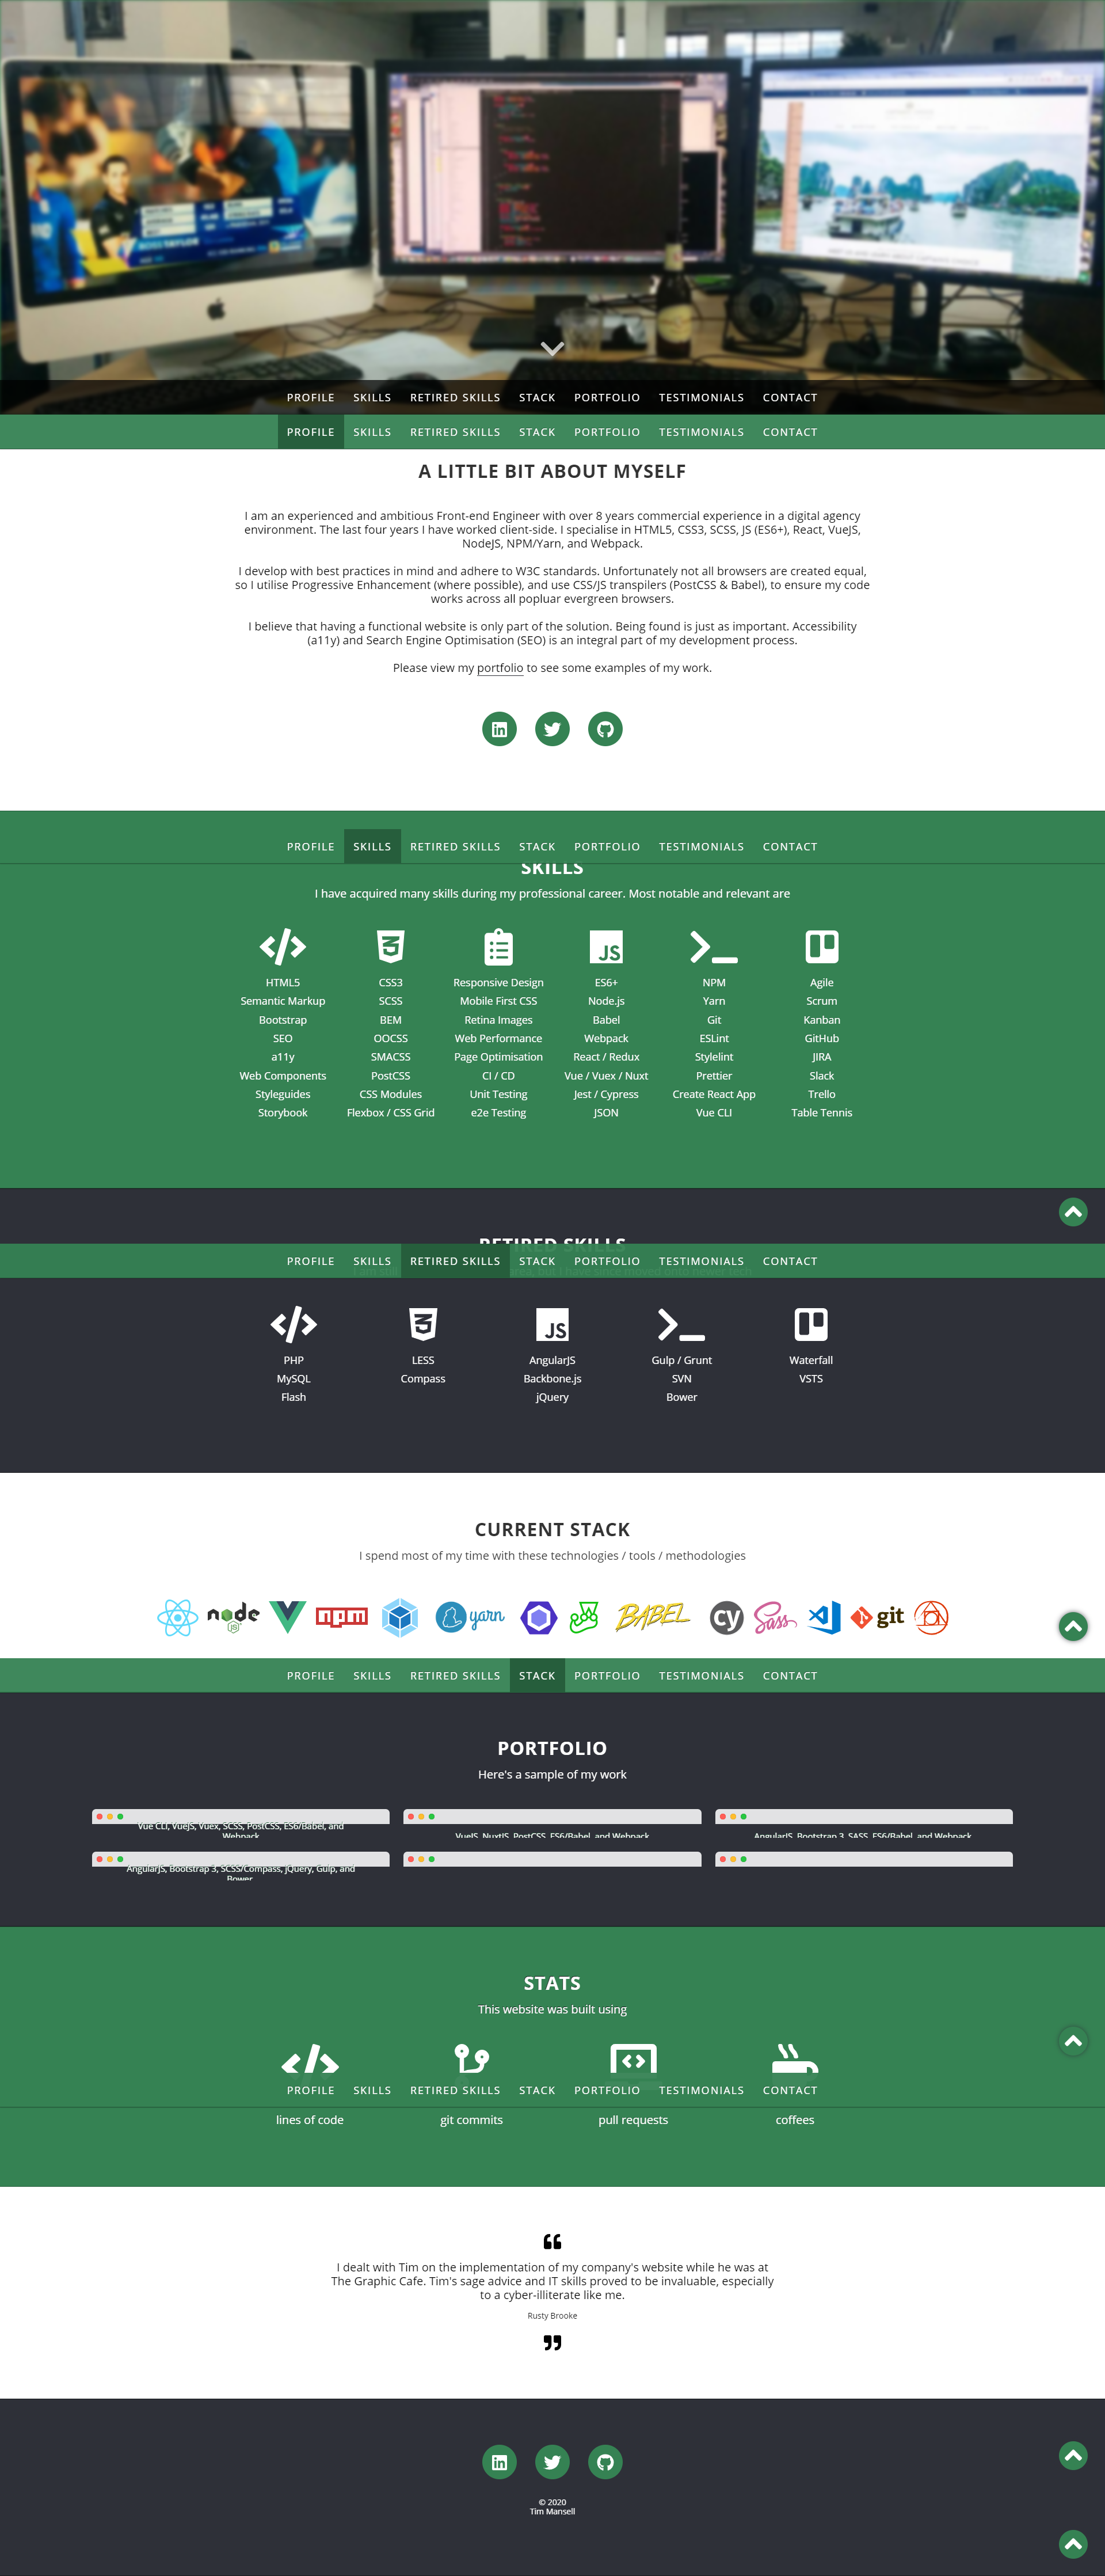 PROFILE SKILLS RETIRED SKILLS STACK PORTFOLIO TESTIMONIALS CONTACT
PROFILE SKILLS RETIRED SKILLS STACK PORTFOLIO TESTIMONIALS CONTACT
A LITTLE BIT ABOUT MYSELF
I am an experienced and ambitious Front-end Engineer with over 8 years commercial experience in a digital agency
environment. The last four years I have worked client-side. I specialise in HTML5, CSS3, SCSS, JS (ES6+), React, VueJS,
NodeJS, NPM/Yarn, and Webpack.
I develop with best practices in mind and adhere to W3C standards. Unfortunately not all browsers are created equal,
so I utilise Progressive Enhancement (where possible), and use CSS/JS transpilers (PostCSS & Babel), to ensure my code
works across all popluar evergreen browsers.
I believe that having a functional website is only part of the solution. Being found is just as important. Accessibility
(a11y) and Search Engine Optimisation (SEO) is an integral part of my development process.
Please view my portfolio to see some examples of my work.
PROFILE SKILLS RETIRED SKILLS STACK PORTFOLIO TESTIMONIALS CONTACT
SKILLS
I have acquired many skills during my professional career. Most notable and relevant are
JS
HTML5 CSS3 Responsive Design ES6+ NPM Agile
Semantic Markup SCSS Mobile First CSS Node.js Yarn Scrum
Bootstrap BEM Retina Images Babel Git Kanban
SEO OOCSS Web Performance Webpack ESLint GitHub
a11y SMACSS Page Optimisation React / Redux Stylelint JIRA
Web Components PostCSS CI / CD Vue / Vuex / Nuxt Prettier Slack
Styleguides CSS Modules Unit Testing Jest / Cypress Create React App Trello
Storybook Flexbox / CSS Grid e2e Testing JSON Vue CLI Table Tennis
RETIRED SKILLS
PROFILE SKILLS RETIRED SKILLS STACK PORTFOLIO TESTIMONIALS CONTACT
JS
PHP LESS AngularJS Gulp / Grunt Waterfall
MySQL Compass Backbone.js SVN VSTS
Flash jQuery Bower
CURRENT STACK
I spend most of my time with these technologies / tools / methodologies
node JS npm yarn BABEL cy Sass git
PROFILE SKILLS RETIRED SKILLS STACK PORTFOLIO TESTIMONIALS CONTACT
PORTFOLIO
Here's a sample of my work
Vue CLI, VueJS, Vuex, SCSS, PostCSS, ES6/Babel, and
Webpack
VueJS, NuxtJS, PostCSS, ES6/Babel, and Webpack
AngularJS, Bootstrap 3, SASS, ES6/Babel, and Webpack
AngularJS, Bootstrap 3, SCSS/Compass, jQuery, Gulp, and
Bower
STATS
This website was built using
PROFILE SKILLS RETIRED SKILLS STACK PORTFOLIO TESTIMONIALS CONTACT
lines of code git commits pull requests coffees
I dealt with Tim on the implementation of my company's website while he was at
The Graphic Cafe. Tim's sage advice and IT skills proved to be invaluable, especially
to a cyber-illiterate like me.
Rusty Brooke
© 2020
Tim Mansell